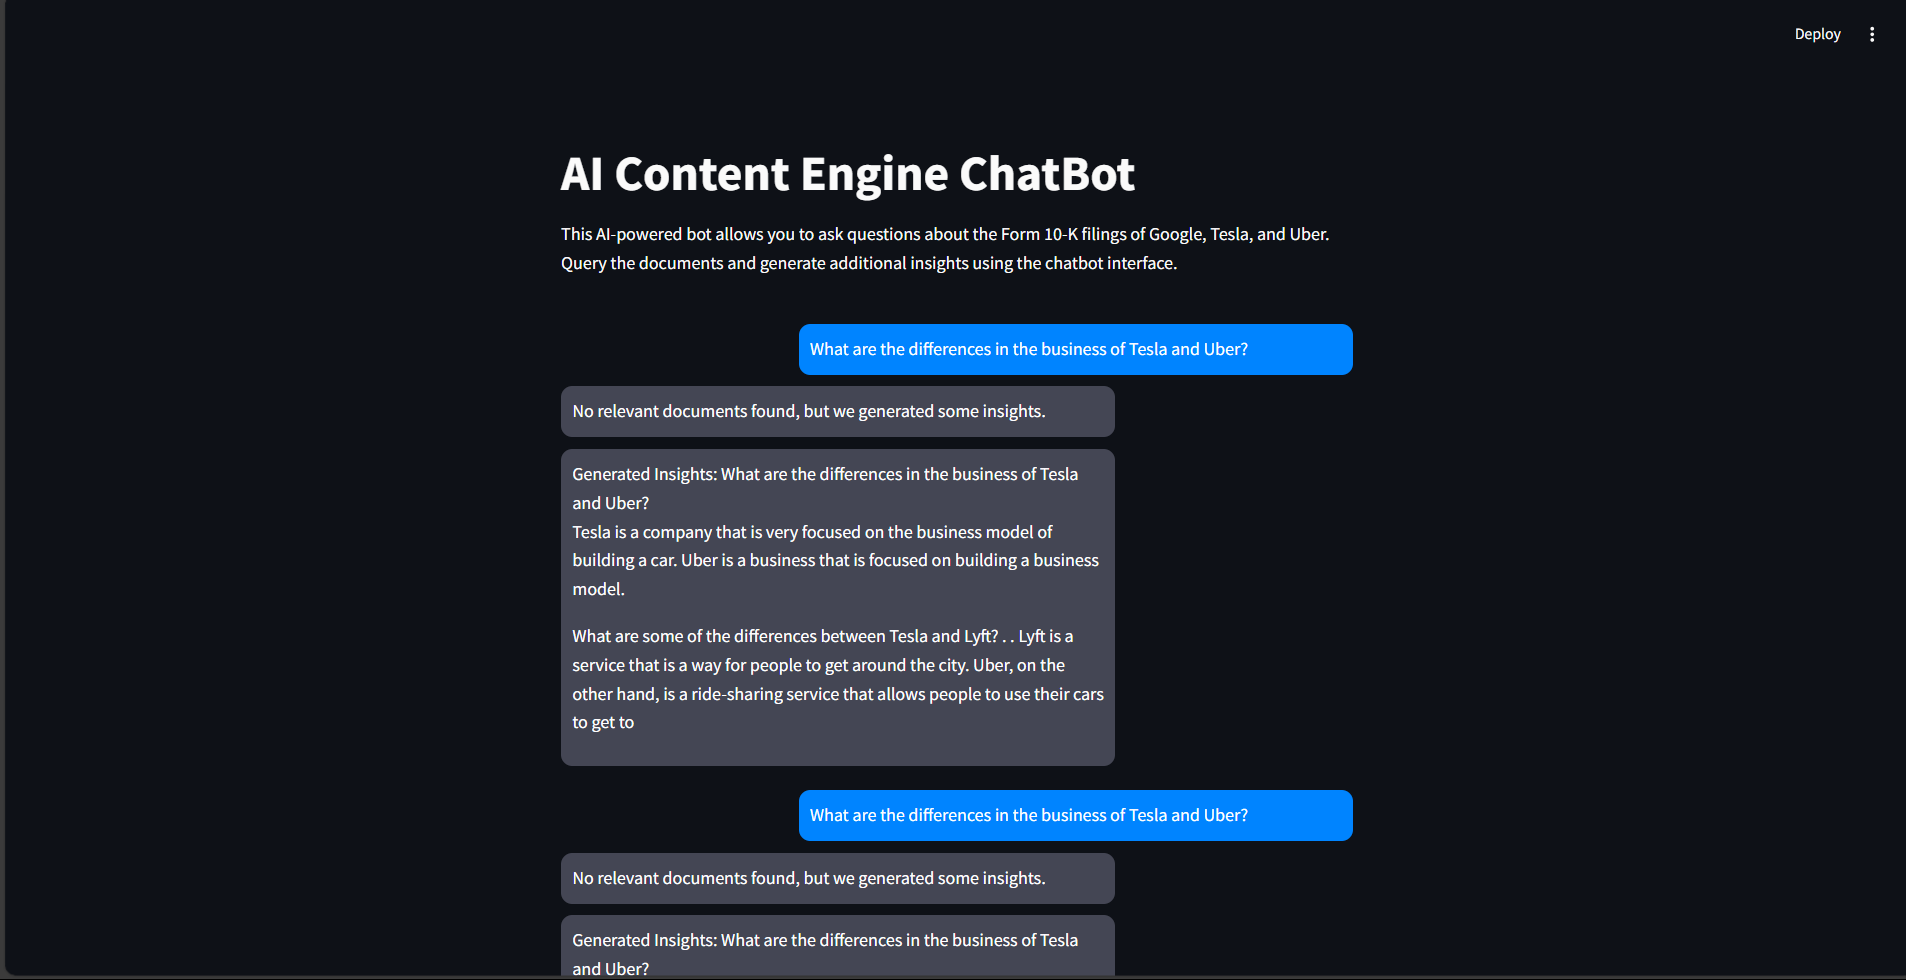 Deploy
AI Content Engine ChatBot
This AI-powered bot allows you to ask questions about the Form 10-K filings of Google, Tesla, and Uber.
Query the documents and generate additional insights using the chatbot interface.
What are the differences in the business of Tesla and Uber?
No relevant documents found, but we generated some insights.
Generated Insights: What are the differences in the business of Tesla
and Uber?
Tesla is a company that is very focused on the business model of
building a car. Uber is a business that is focused on building a business
model.
What are some of the differences between Tesla and Lyft? . . Lyft is a
service that is a way for people to get around the city. Uber, on the
other hand, is a ride-sharing service that allows people to use their cars
to get to
What are the differences in the business of Tesla and Uber?
No relevant documents found, but we generated some insights.
Generated Insights: What are the differences in the business of Tesla
and Uber?